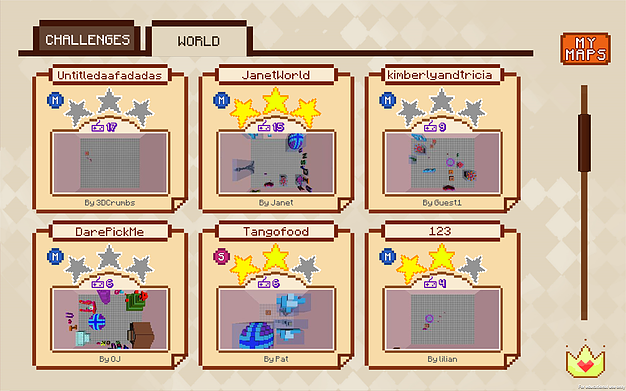 CHALLENGES
WORLD
MY
MAPS
Untitledaafadadas
JanetWorld
kimberlyandtricia
M
M
M
17
15
9
By 3DCrumbs
By Janet
By Guest1
DarePickMe
Tangofood
123
M
S
M
6
6
4
By OJ
By Pat
By lilian